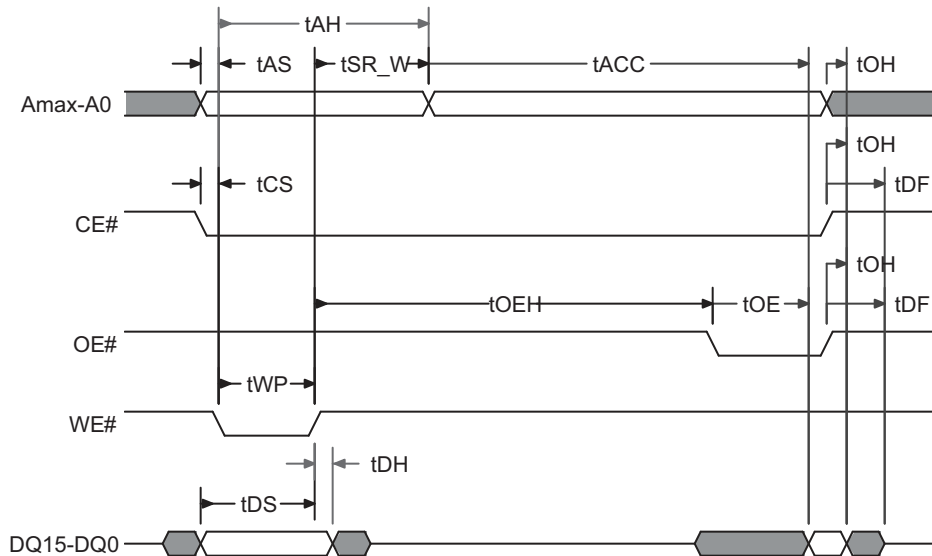 tAH
tAS tSR_W tACC tOH
Amax-A0
tOH
tCS tDF
CE#
tOH
tOEH tOE tDF
OE#
tWP
WE#
tDH
tDS
DQ15-DQ0